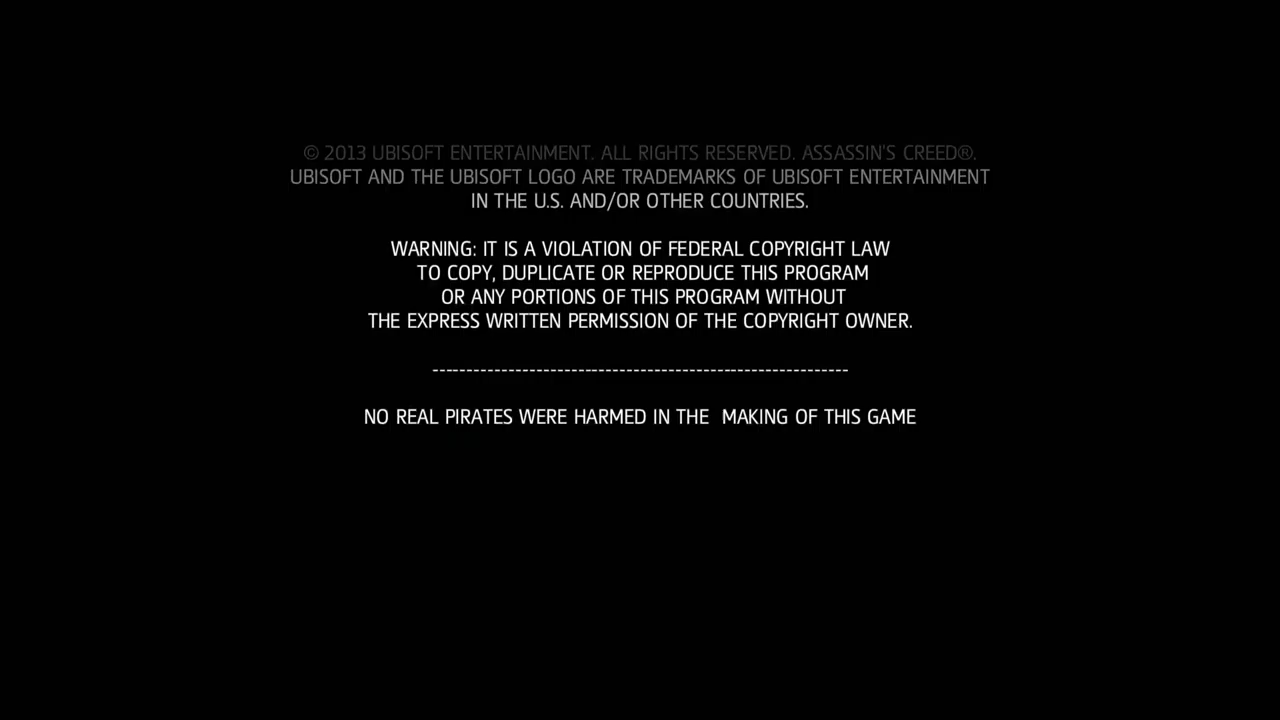 © 2013 UBISOFT ENTERTAINMENT. ALL RIGHTS RESERVED. ASSASSIN'S CREED®.
UBISOFT AND THE UBISOFT LOGO ARE TRADEMARKS OF UBISOFT ENTERTAINMENT
IN THE U.S. AND/OR OTHER COUNTRIES.
WARNING: IT IS A VIOLATION OF FEDERAL COPYRIGHT LAW
TO COPY, DUPLICATE OR REPRODUCE THIS PROGRAM
OR ANY PORTIONS OF THIS PROGRAM WITHOUT
THE EXPRESS WRITTEN PERMISSION OF THE COPYRIGHT OWNER.
------------------------------------------------------------
NO REAL PIRATES WERE HARMED IN THE  MAKING OF THIS GAME